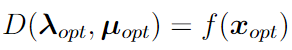 D(λ_opt, μ_opt) = f(x_opt)